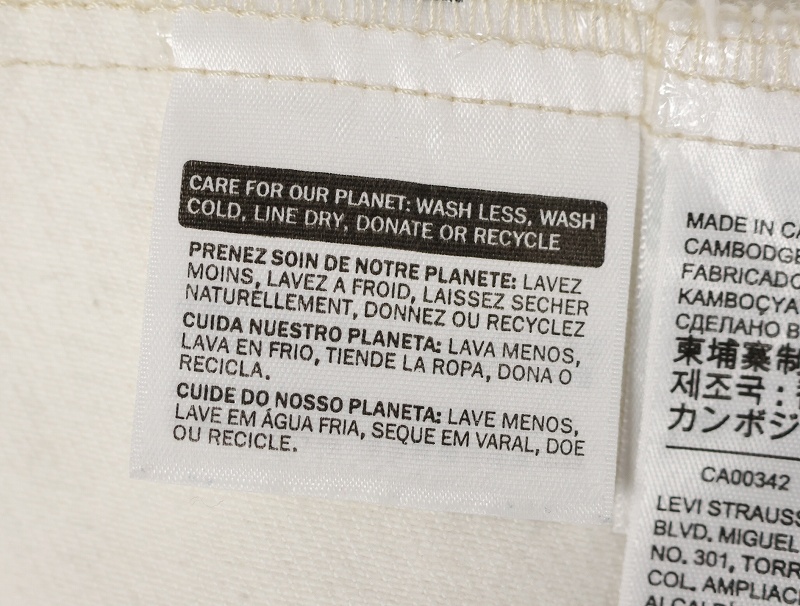 CARE FOR OUR PLANET: WASH LESS, WASH
COLD, LINE DRY, DONATE OR RECYCLE
PRENEZ SOIN DE NOTRE PLANETE: LAVEZ
MOINS, LAVEZ A FROID, LAISSEZ SECHER
NATURELLEMENT, DONNEZ OU RECYCLEZ
CUIDA NUESTRO PLANETA: LAVA MENOS,
LAVA EN FRIO, TIENDE LA ROPA, DONA O
RECICLA.
CUIDE DO NOSSO PLANETA: LAVE MENOS,
LAVE EM ÁGUA FRIA, SEQUE EM VARAL, DOE
OU RECICLE.
MADE IN
CAMBODGE
FABRICADO
KAMBOÇYA
СДЕЛАНО В
柬埔寨制
제조국 :
カンボジ
CA00342
LEVI STRAUSS
BLVD. MIGUEL
NO. 301,
COL.